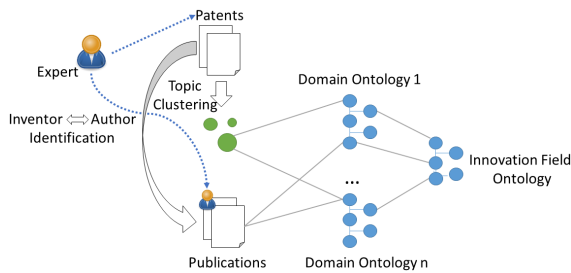 Patents
Expert
Topic
Clustering
Domain Ontology 1
Inventor ⇔ Author
Identification
Innovation Field
Ontology
...
Publications
Domain Ontology n